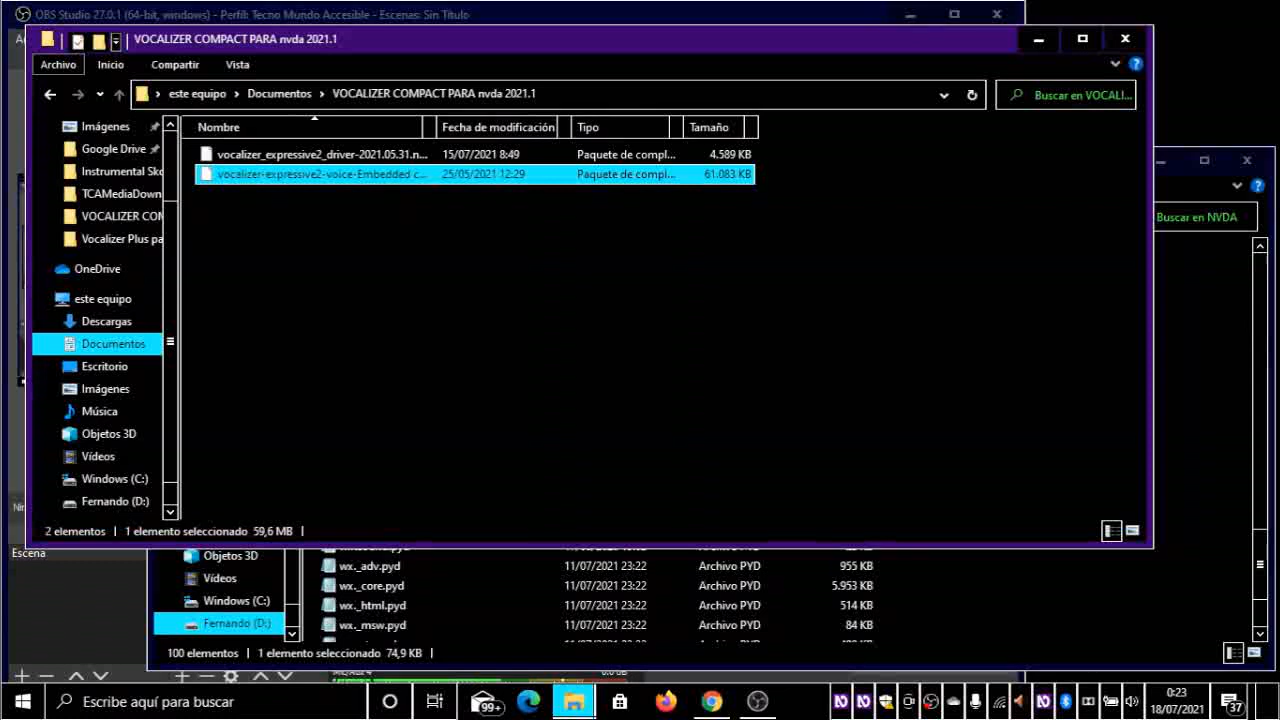 OBS Studio 27.0.1 (64-bit, windows) - Perfil: Tecno Mundo Accesible - Escenas: Sin Título
VOCALIZER COMPACT PARA nvda 2021.1
Archivo Inicio Compartir Vista
este equipo > Documentos > VOCALIZER COMPACT PARA nvda 2021.1
Buscar en VOCALI...
Nombre Fecha de modificación Tipo Tamaño
vocalizer_expressive2_driver-2021.05.31.n... 15/07/2021 8:49 Paquete de compl... 4.589 KB
vocalizer-expressive2-voice-Embedded c... 25/05/2021 12:29 Paquete de compl... 61.083 KB
Imágenes
Google Drive
Instrumental Sko
TCAMediaDown
VOCALIZER COM
Vocalizer Plus pa
OneDrive
este equipo
Descargas
Documentos
Escritorio
Imágenes
Música
Objetos 3D
Vídeos
Windows (C:)
Fernando (D:)
2 elementos 1 elemento seleccionado 59,6 MB
Buscar en NVDA
Escena
Objetos 3D
Vídeos
Windows (C:)
Fernando (D:)
wx._adv.pyd 11/07/2021 23:22 Archivo PYD 955 KB
wx._core.pyd 11/07/2021 23:22 Archivo PYD 5.953 KB
wx._html.pyd 11/07/2021 23:22 Archivo PYD 514 KB
wx._msw.pyd 11/07/2021 23:22 Archivo PYD 84 KB
100 elementos 1 elemento seleccionado 74,9 KB
Escribe aquí para buscar
99+
0:23
18/07/2021
37